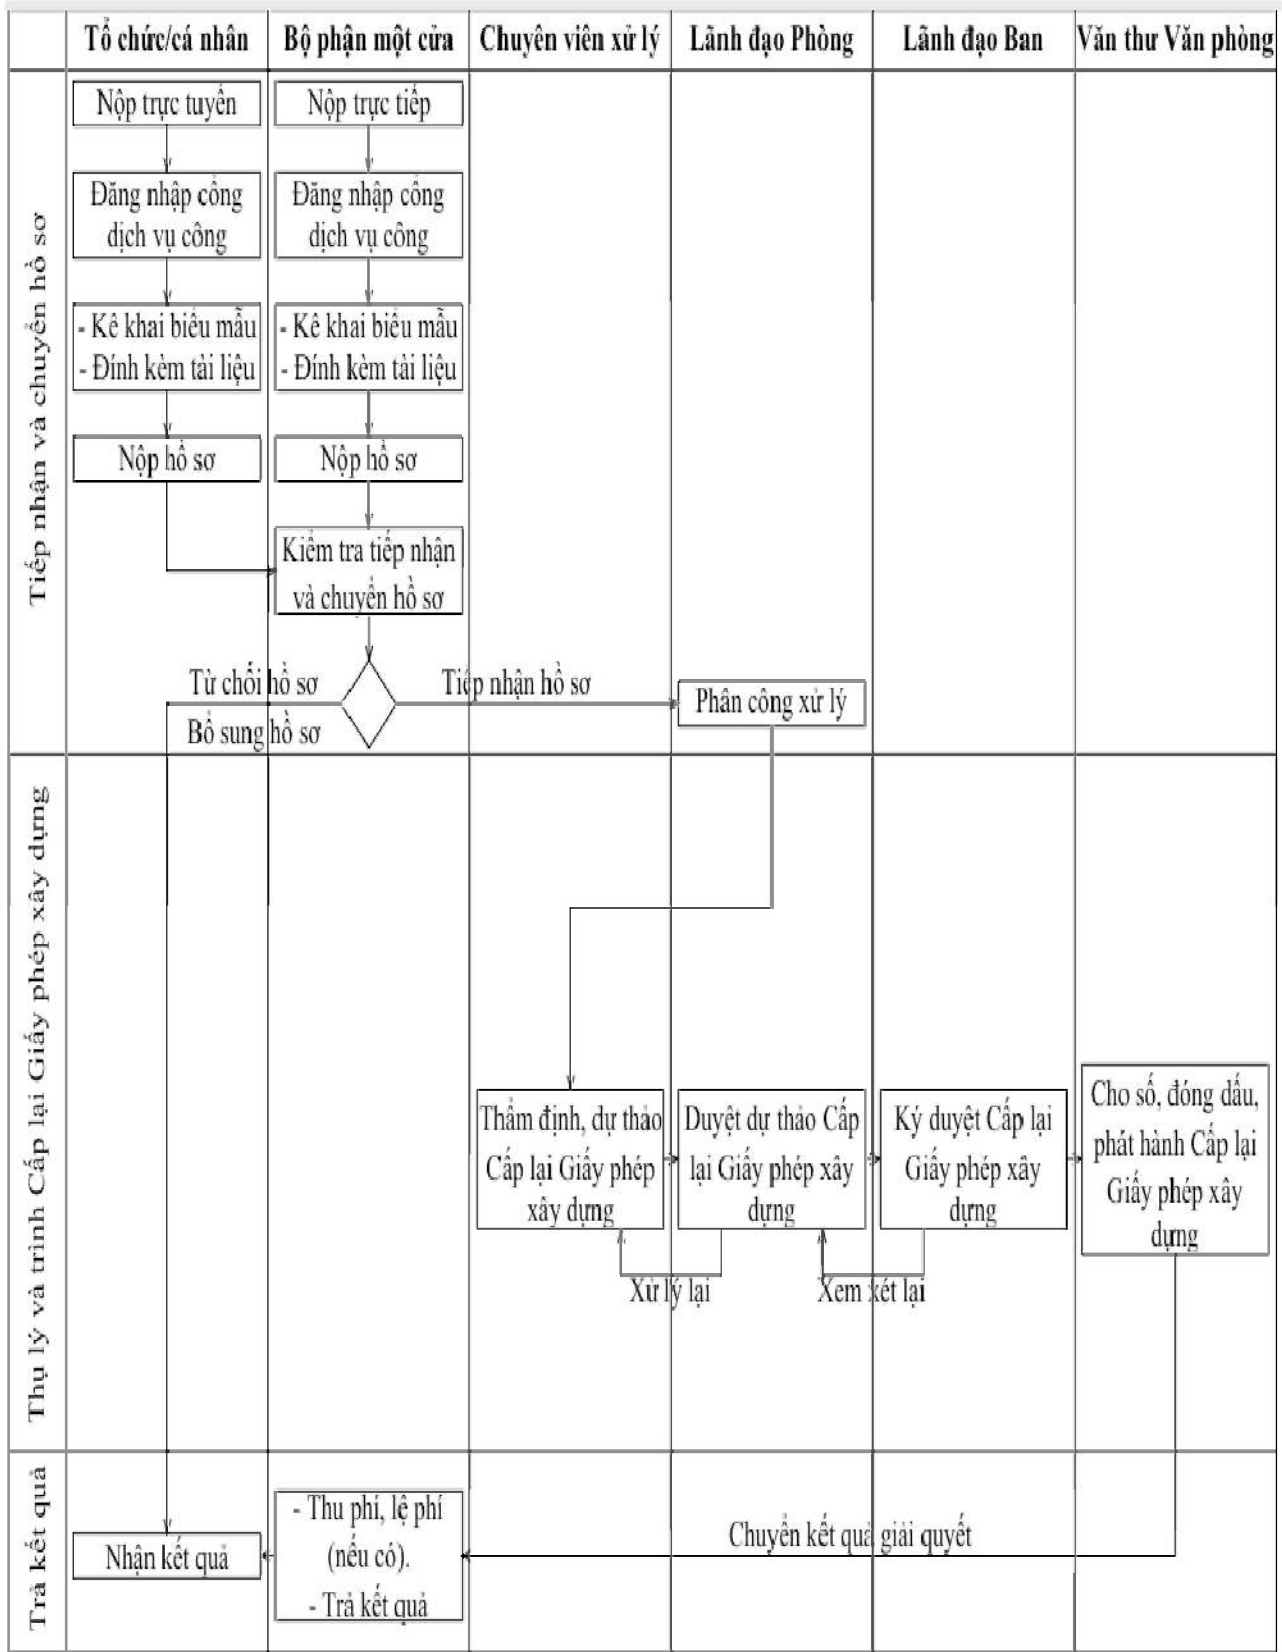 Tổ chức/cá nhân
Bộ phận một cửa
Chuyên viên xử lý
Lãnh đạo Phòng
Lãnh đạo Ban
Văn thư Văn phòng
Tiếp nhận và chuyển hồ sơ
Nộp trực tuyến
Nộp trực tiếp
Đăng nhập cổng
dịch vụ công
Đăng nhập cổng
dịch vụ công
- Kê khai biểu mẫu
- Đính kèm tài liệu
- Kê khai biểu mẫu
- Đính kèm tài liệu
Nộp hồ sơ
Nộp hồ sơ
Kiểm tra tiếp nhận
và chuyển hồ sơ
Từ chối hồ sơ
Bổ sung hồ sơ
Tiếp nhận hồ sơ
Phân công xử lý
Thụ lý và trình Cấp lại Giấy phép xây dựng
Thẩm định, dự thảo
Cấp lại Giấy phép
xây dựng
Duyệt dự thảo Cấp
lại Giấy phép xây
dựng
Ký duyệt Cấp lại
Giấy phép xây
dựng
Cho số, đóng dấu,
phát hành Cấp lại
Giấy phép xây
dựng
Xử lý lại
Xem xét lại
Trả kết quả
Nhận kết quả
- Thu phí, lệ phí
(nếu có).
- Trả kết quả
Chuyển kết quả giải quyết